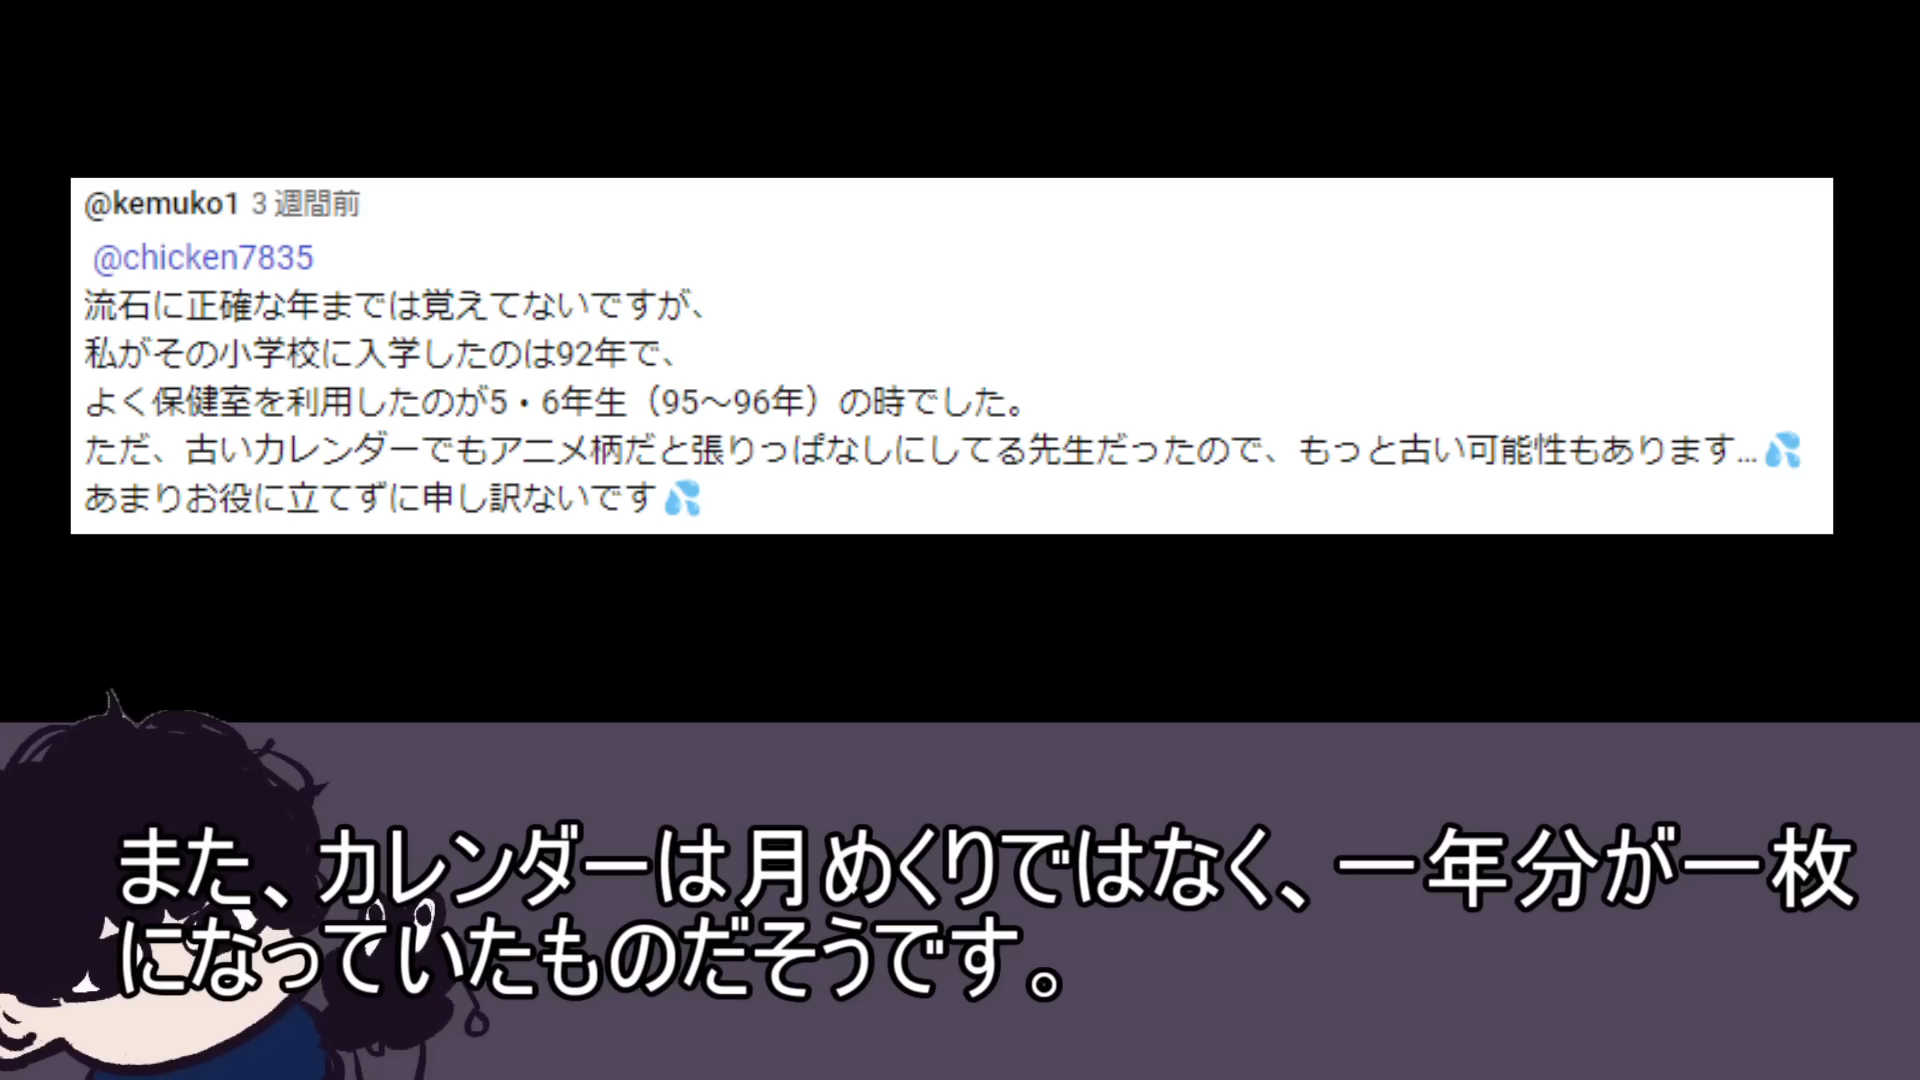 @kemuko1 3 週間前
@chicken7835
流石に正確な年までは覚えてないですが、
私がその小学校に入学したのは92年で、
よく保健室を利用したのが5・6年生（95～96年）の時でした。
ただ、古いカレンダーでもアニメ柄だと張りっぱなしにしてる先生だったので、もっと古い可能性もあります...💦
あまりお役に立てずに申し訳ないです💦
また、カレンダーは月めくりではなく、一年分が一枚
になっていたものだそうです。